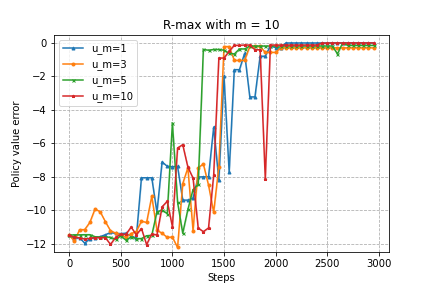 R-max with m = 10
u_m=1
u_m=3
u_m=5
u_m=10
Policy value error
0
−2
−4
−6
−8
−10
−12
0 500 1000 1500 2000 2500 3000
Steps